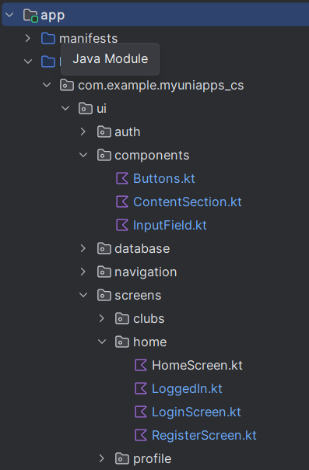 app
manifests
Java Module
com.example.myuniapps_cs
ui
auth
components
Buttons.kt
ContentSection.kt
InputField.kt
database
navigation
screens
clubs
home
HomeScreen.kt
LoggedIn.kt
LoginScreen.kt
RegisterScreen.kt
profile